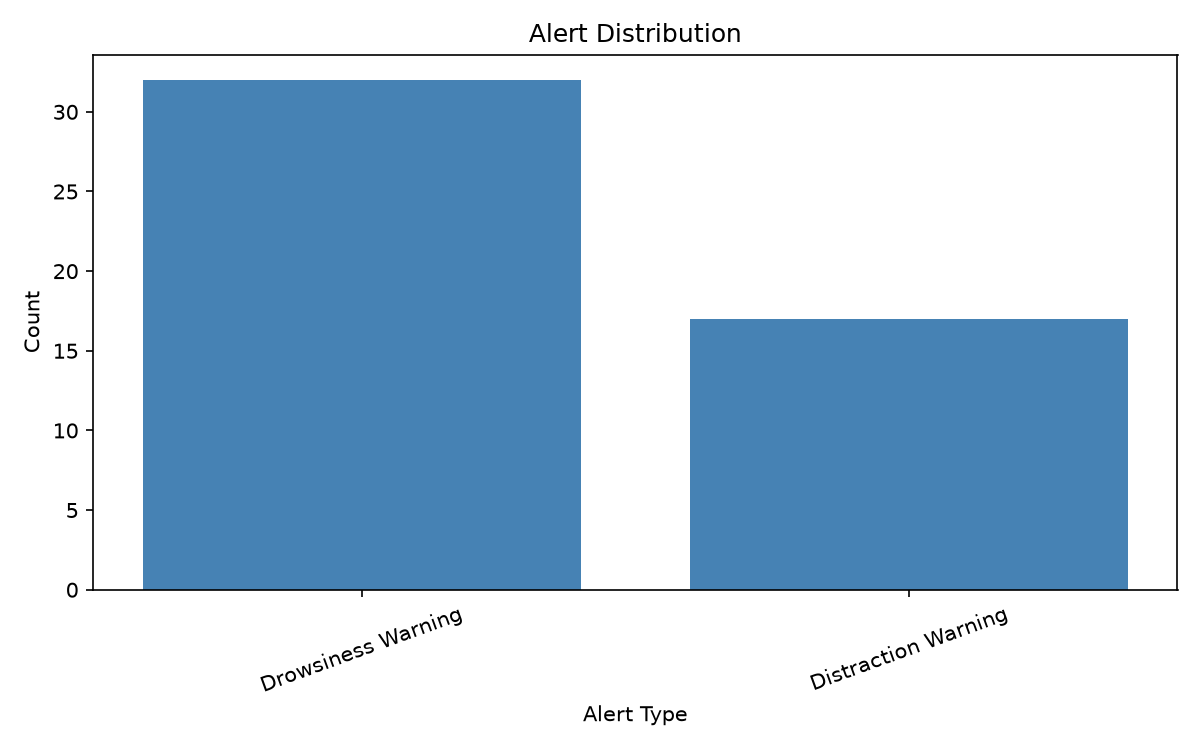 Alert Distribution
Count
30
25
20
15
10
5
0
Drowsiness Warning
Distraction Warning
Alert Type